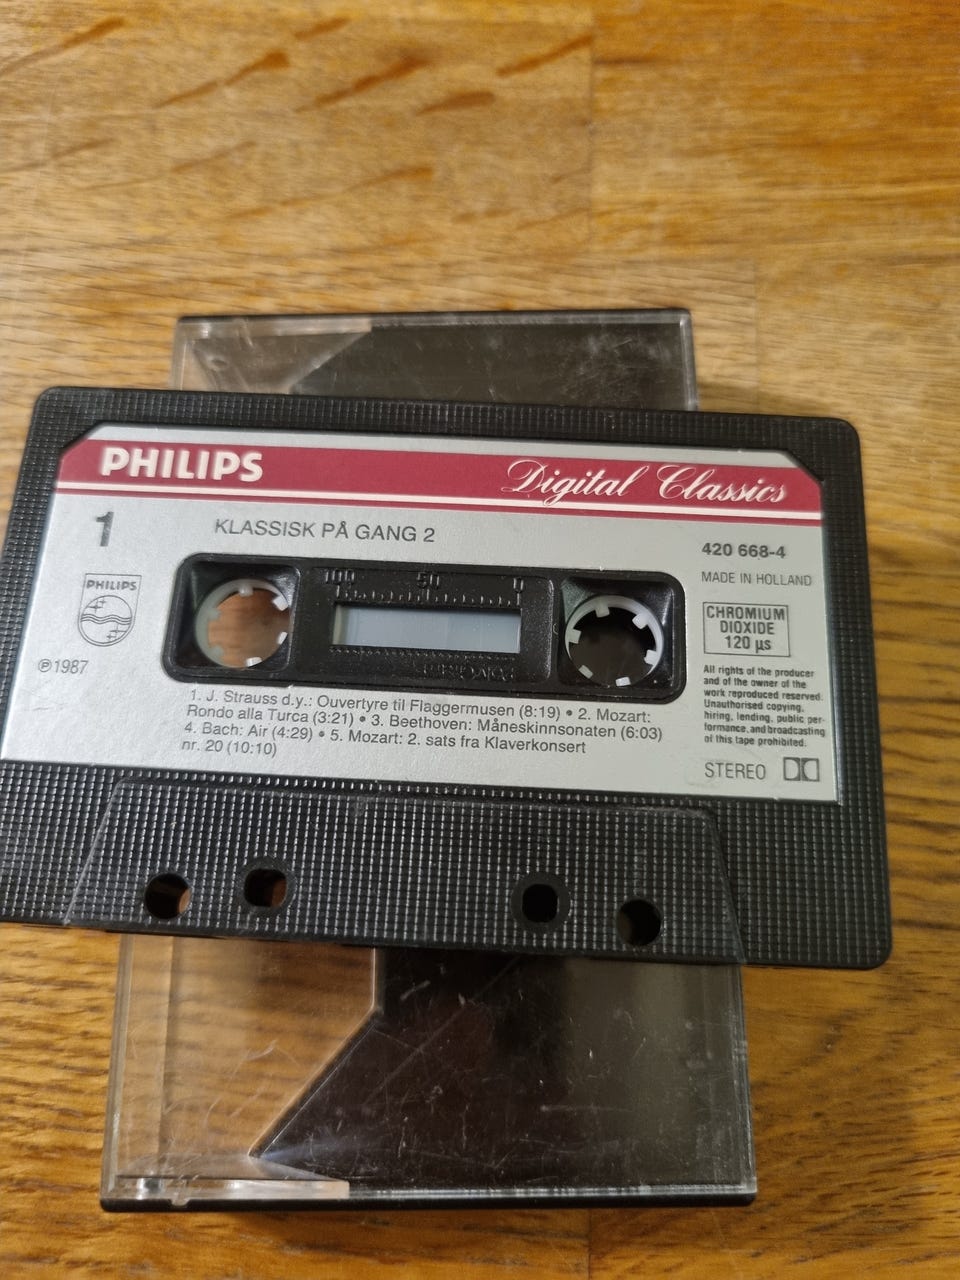 PHILIPS
Digital Classics
1
KLASSISK PÅ GANG 2
420 668-4
MADE IN HOLLAND
PHILIPS
CHROMIUM
DIOXIDE
120 µs
100 50 0
℗1987
All rights of the producer
and of the owner of the
work reproduced reserved.
Unauthorised copying,
hiring, lending, public per-
formance, and broadcasting
of this tape prohibited.
1. J. Strauss d.y.: Ouvertyre til Flaggermusen (8:19) • 2. Mozart:
Rondo alla Turca (3:21) • 3. Beethoven: Måneskinnsonaten (6:03)
4. Bach: Air (4:29) • 5. Mozart: 2. sats fra Klaverkonsert
nr. 20 (10:10)
STEREO